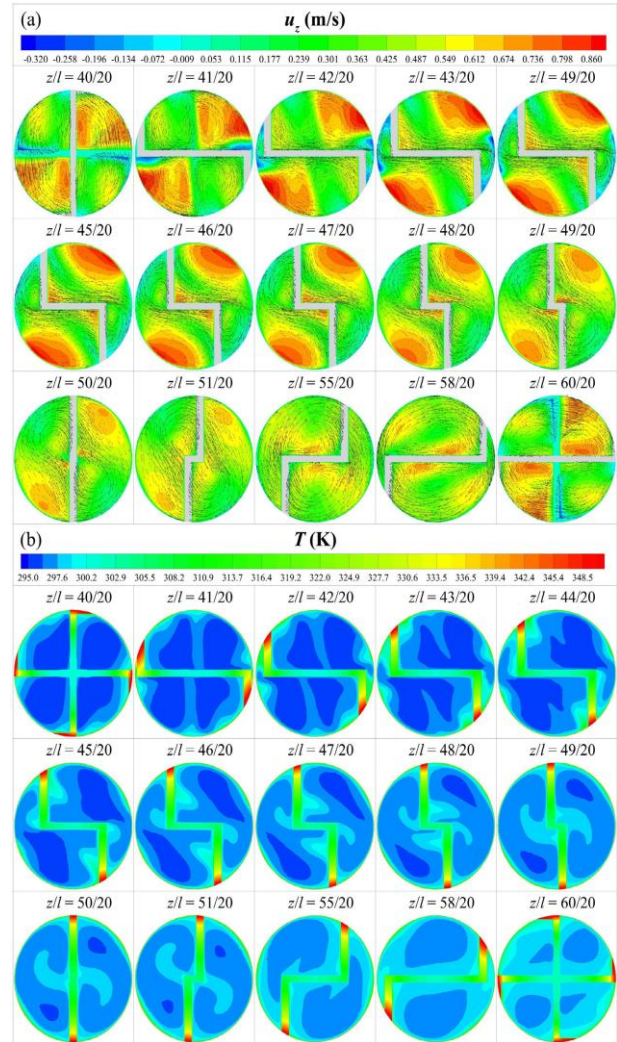 (a) u_z (m/s)
-0.320 -0.258 -0.196 -0.134 -0.072 -0.009 0.053 0.115 0.177 0.239 0.301 0.363 0.425 0.487 0.549 0.612 0.674 0.736 0.798 0.860
z/l = 40/20 z/l = 41/20 z/l = 42/20 z/l = 43/20 z/l = 49/20
z/l = 45/20 z/l = 46/20 z/l = 47/20 z/l = 48/20 z/l = 49/20
z/l = 50/20 z/l = 51/20 z/l = 55/20 z/l = 58/20 z/l = 60/20
(b) T (K)
295.0 297.6 300.2 302.9 305.5 308.2 310.9 313.7 316.4 319.2 322.0 324.9 327.7 330.6 333.5 336.5 339.4 342.4 345.4 348.5
z/l = 40/20 z/l = 41/20 z/l = 42/20 z/l = 43/20 z/l = 44/20
z/l = 45/20 z/l = 46/20 z/l = 47/20 z/l = 48/20 z/l = 49/20
z/l = 50/20 z/l = 51/20 z/l = 55/20 z/l = 58/20 z/l = 60/20